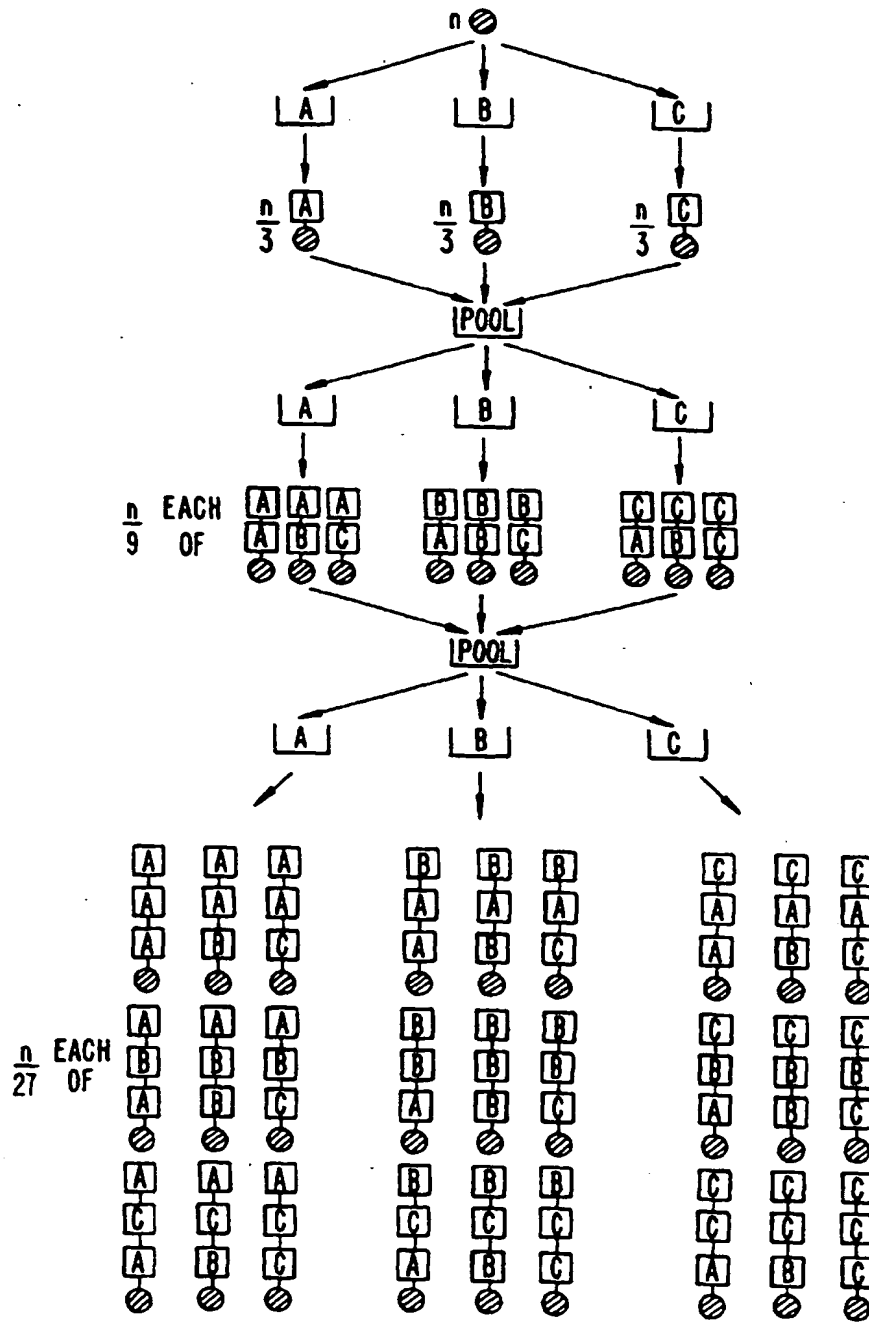 n
A B C
n/3 A n/3 B n/3 C
POOL
A B C
n/9 EACH OF
A A A B B B C C C
A B C A B C A B C
POOL
A B C
A A A B B B C C C
A A A A A A A A A
A B C A B C A B C
n/27 EACH OF
A A A B B B C C C
B B B B B B B B B
A B C A B C A B C
A A A B B B C C C
C C C C C C C C C
A B C A B C A B C